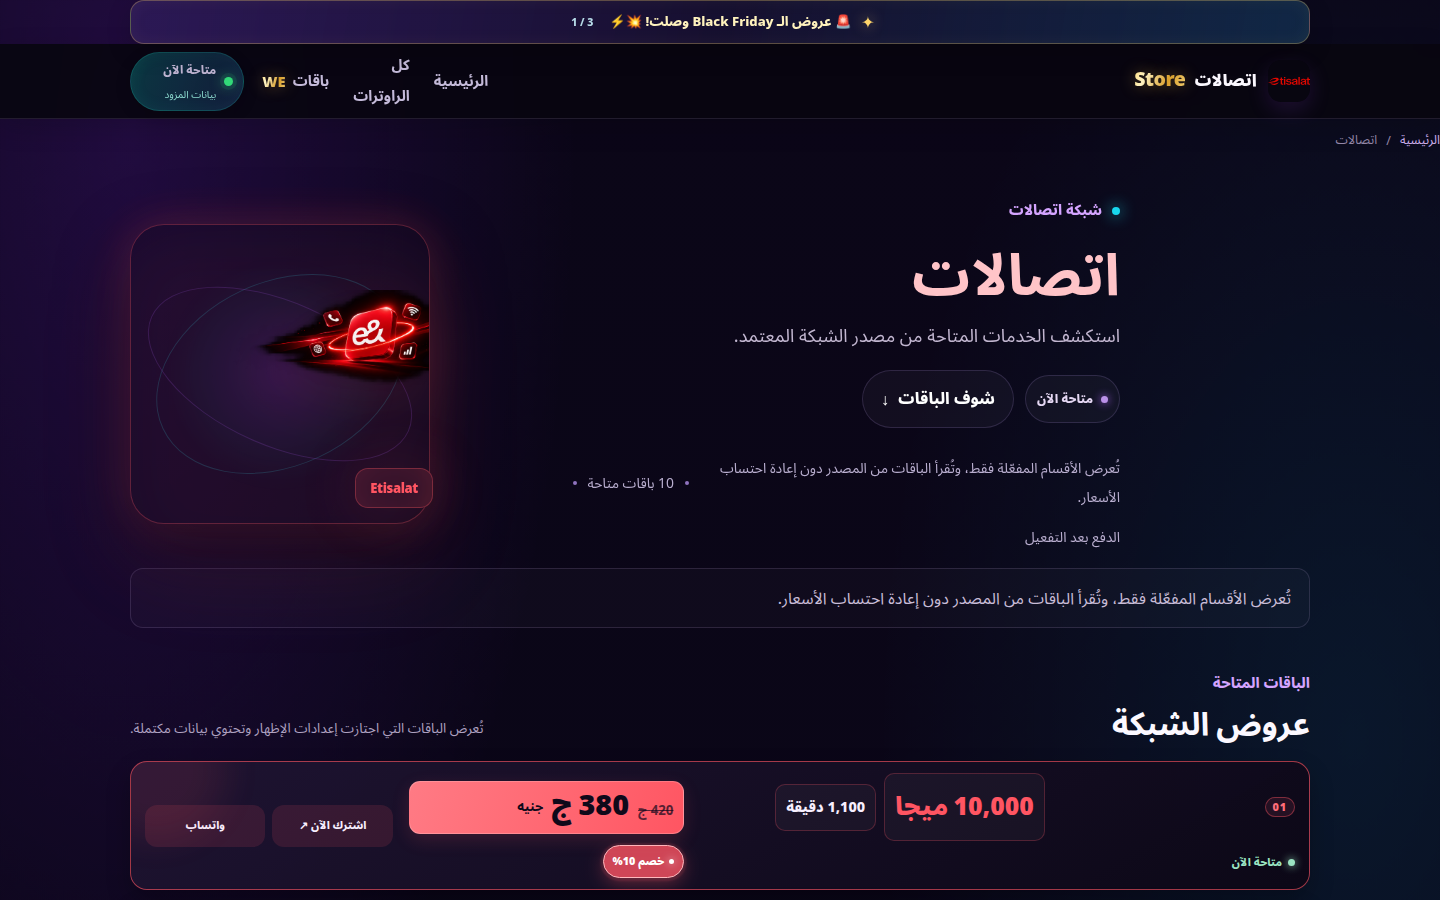 ✦ 🚨 عروض الـ Black Friday وصلت! 💥⚡ 1 / 3
etisalat اتصالات Store
الرئيسية
كل الراوترات
باقات WE
متاحة الآن
بيانات المزود
الرئيسية / اتصالات
شبكة اتصالات
اتصالات
استكشف الخدمات المتاحة من مصدر الشبكة المعتمد.
متاحة الآن
شوف الباقات ↓
تُعرض الأقسام المفعّلة فقط، وتُقرأ الباقات من المصدر دون إعادة احتساب
الأسعار.
• 10 باقات متاحة •
الدفع بعد التفعيل
e&
Etisalat
تُعرض الأقسام المفعّلة فقط، وتُقرأ الباقات من المصدر دون إعادة احتساب الأسعار.
الباقات المتاحة
عروض الشبكة
تُعرض الباقات التي اجتازت إعدادات الإظهار وتحتوي بيانات مكتملة.
01
متاحة الآن
10,000 ميجا
1,100 دقيقة
420 ج 380 ج جنيه
خصم 10%
اشترك الآن ↗
واتساب